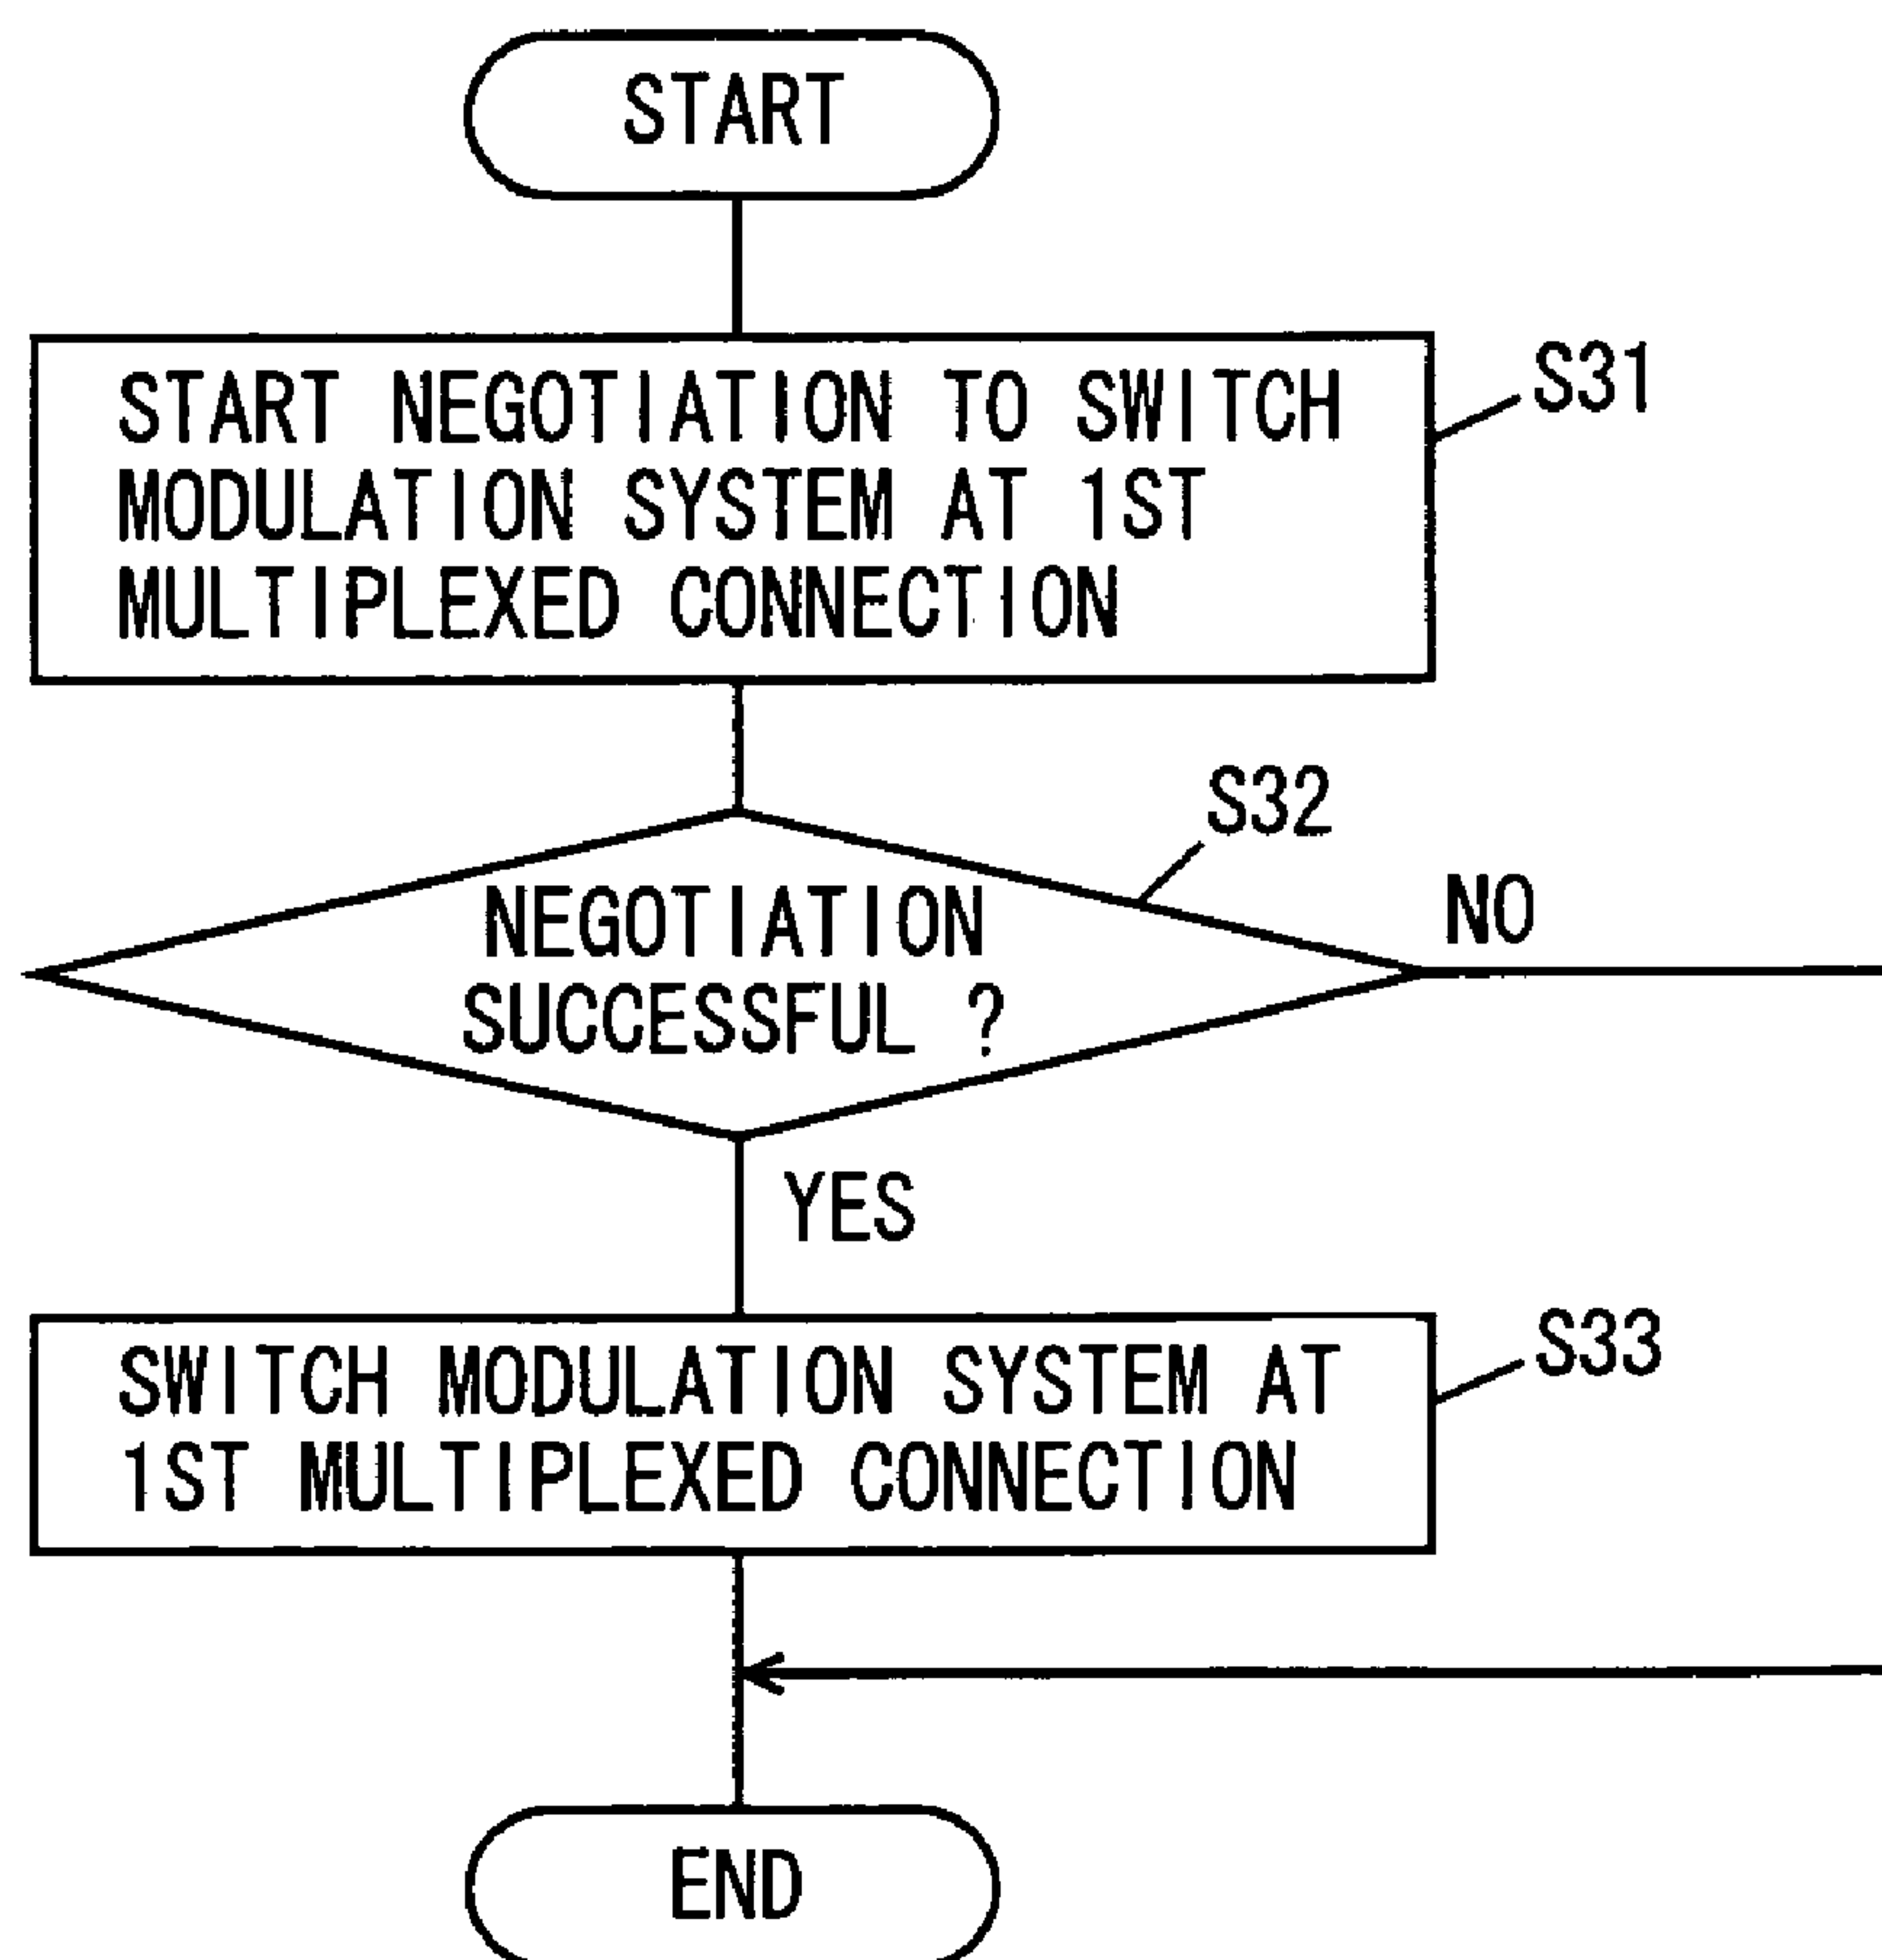 START
START NEGOTIATION TO SWITCH
MODULATION SYSTEM AT 1ST
MULTIPLEXED CONNECTION
S31
S32
NEGOTIATION
SUCCESSFUL ?
NO
YES
SWITCH MODULATION SYSTEM AT
1ST MULTIPLEXED CONNECTION
S33
END